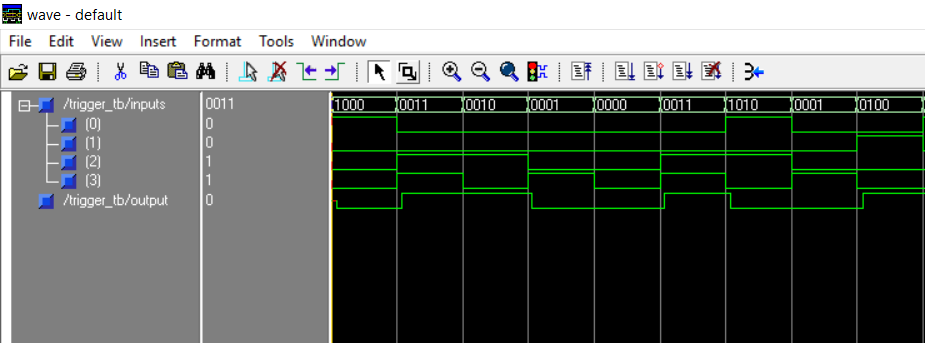 wave - default
File Edit View Insert Format Tools Window
/trigger_tb/inputs 0011 1000 0011 0010 0001 0000 0011 1010 0001 0100
(0) 0
(1) 0
(2) 1
(3) 1
/trigger_tb/output 0